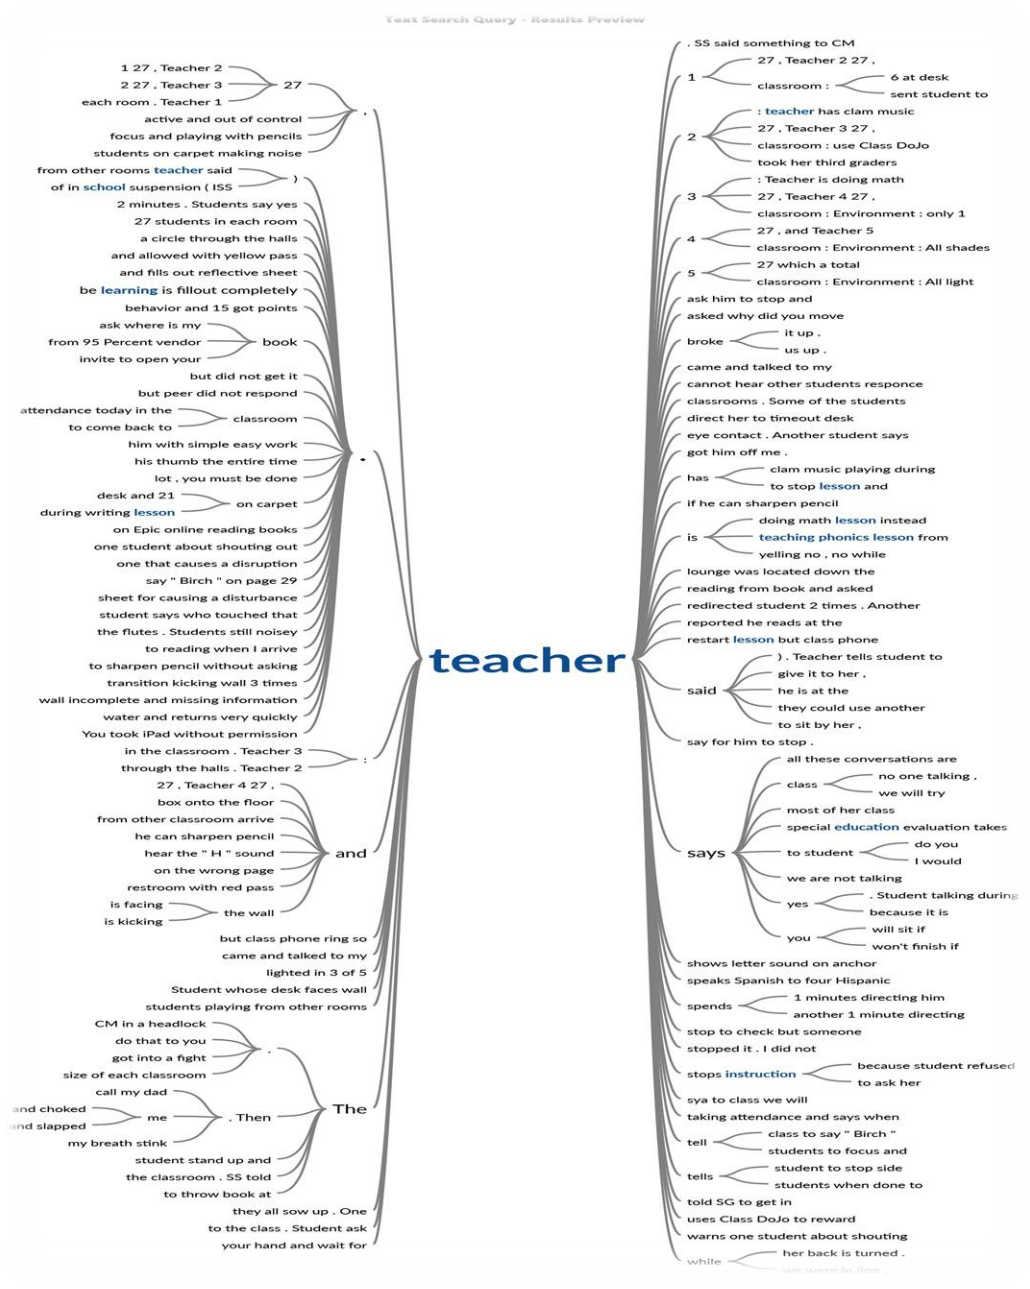 Text Search Query - Results Preview
1 27 , Teacher 2
2 27 , Teacher 3
each room . Teacher 1
27
active and out of control
focus and playing with pencils
students on carpet making noise
,
from other rooms teacher said
of in school suspension ( ISS
)
2 minutes . Students say yes
27 students in each room
a circle through the halls
and allowed with yellow pass
and fills out reflective sheet
be learning is fillout completely
behavior and 15 got points
ask where is my
from 95 Percent vendor
invite to open your
book
but did not get it
but peer did not respond
attendance today in the
to come back to
classroom
him with simple easy work
his thumb the entire time
lot , you must be done
desk and 21
during writing lesson
on carpet
on Epic online reading books
one student about shouting out
one that causes a disruption
say " Birch " on page 29
sheet for causing a disturbance
student says who touched that
the flutes . Students still noisey
to reading when I arrive
to sharpen pencil without asking
transition kicking wall 3 times
wall incomplete and missing information
water and returns very quickly
You took iPad without permission
.
in the classroom . Teacher 3
through the halls . Teacher 2
:
27 , Teacher 4 27 ,
box onto the floor
from other classroom arrive
he can sharpen pencil
hear the " H " sound
on the wrong page
restroom with red pass
is facing
is kicking
the wall
and
but class phone ring so
came and talked to my
lighted in 3 of 5
Student whose desk faces wall
students playing from other rooms
CM in a headlock
do that to you
got into a fight
size of each classroom
.
call my dad
and choked
and slapped
me
my breath stink
. Then
student stand up and
the classroom . SS told
to throw book at
The
they all sow up . One
to the class . Student ask
your hand and wait for
teacher
. SS said something to CM
1
27 , Teacher 2 27 ,
classroom :
6 at desk
sent student to
2
: teacher has clam music
27 , Teacher 3 27 ,
classroom : use Class DoJo
took her third graders
3
: Teacher is doing math
27 , Teacher 4 27 ,
classroom : Environment : only 1
4
27 , and Teacher 5
classroom : Environment : All shades
5
27 which a total
classroom : Environment : All light
ask him to stop and
asked why did you move
broke
it up .
us up .
came and talked to my
cannot hear other students responce
classrooms . Some of the students
direct her to timeout desk
eye contact . Another student says
got him off me .
has
clam music playing during
to stop lesson and
if he can sharpen pencil
is
doing math lesson instead
teaching phonics lesson from
yelling no , no while
lounge was located down the
reading from book and asked
redirected student 2 times . Another
reported he reads at the
restart lesson but class phone
said
) . Teacher tells student to
give it to her ,
he is at the
they could use another
to sit by her ,
say for him to stop .
says
all these conversations are
class
no one talking ,
we will try
most of her class
special education evaluation takes
to student
do you
I would
we are not talking
yes
. Student talking during
because it is
you
will sit if
won't finish if
shows letter sound on anchor
speaks Spanish to four Hispanic
spends
1 minutes directing him
another 1 minute directing
stop to check but someone
stopped it . I did not
stops instruction
because student refused
to ask her
sya to class we will
taking attendance and says when
tell
class to say " Birch "
students to focus and
tells
student to stop side
students when done to
told SG to get in
uses Class DoJo to reward
warns one student about shouting
while
her back is turned .
we were in line .